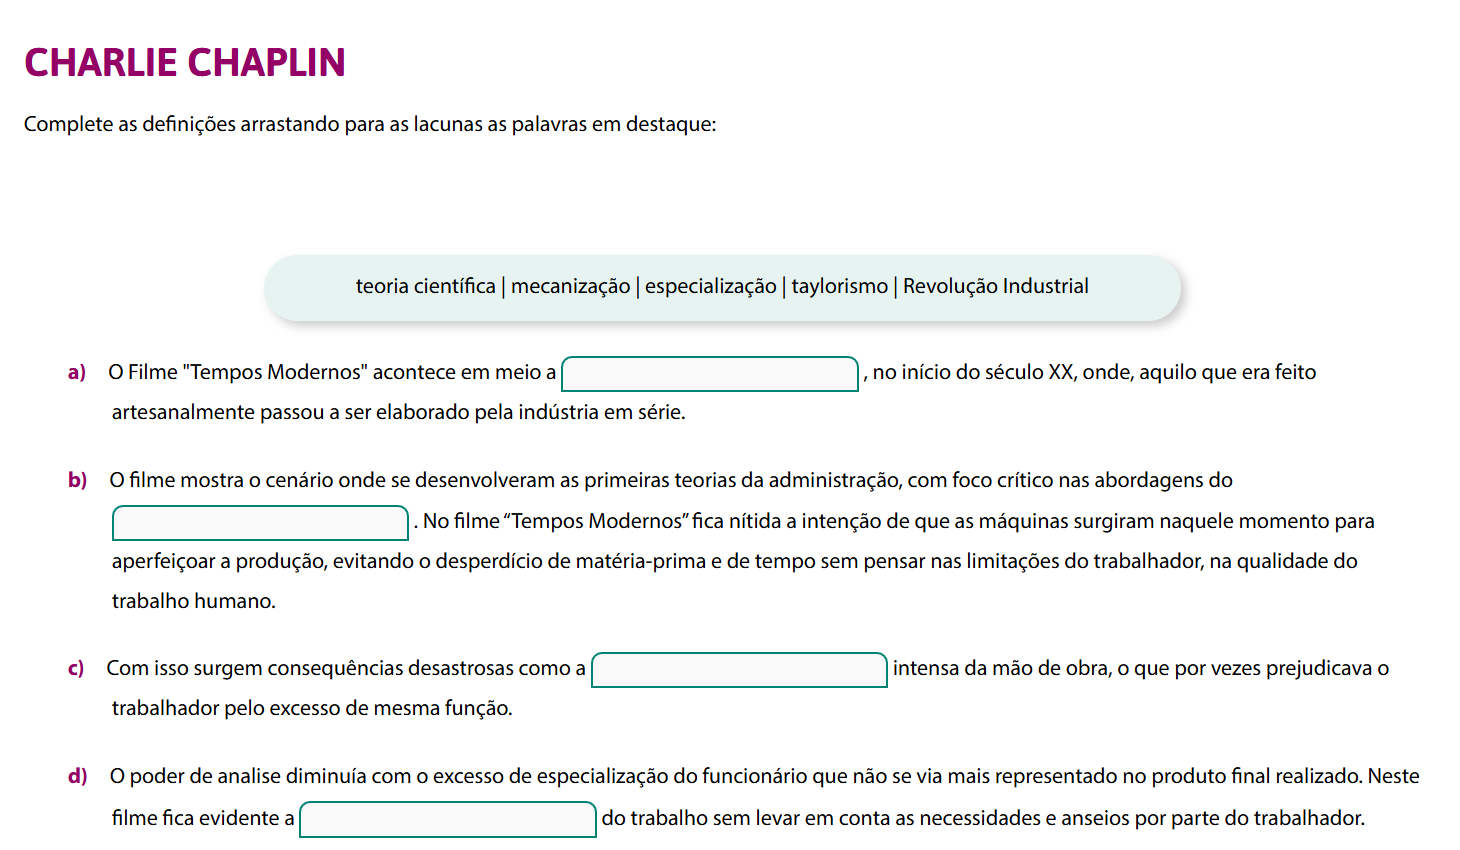 CHARLIE CHAPLIN
Complete as definições arrastando para as lacunas as palavras em destaque:
teoria científica | mecanização | especialização | taylorismo | Revolução Industrial
a) O Filme "Tempos Modernos" acontece em meio a , no início do século XX, onde, aquilo que era feito
artesanalmente passou a ser elaborado pela indústria em série.
b) O filme mostra o cenário onde se desenvolveram as primeiras teorias da administração, com foco crítico nas abordagens do
. No filme “Tempos Modernos” fica nítida a intenção de que as máquinas surgiram naquele momento para
aperfeiçoar a produção, evitando o desperdício de matéria-prima e de tempo sem pensar nas limitações do trabalhador, na qualidade do
trabalho humano.
c) Com isso surgem consequências desastrosas como a intensa da mão de obra, o que por vezes prejudicava o
trabalhador pelo excesso de mesma função.
d) O poder de analise diminuía com o excesso de especialização do funcionário que não se via mais representado no produto final realizado. Neste
filme fica evidente a do trabalho sem levar em conta as necessidades e anseios por parte do trabalhador.